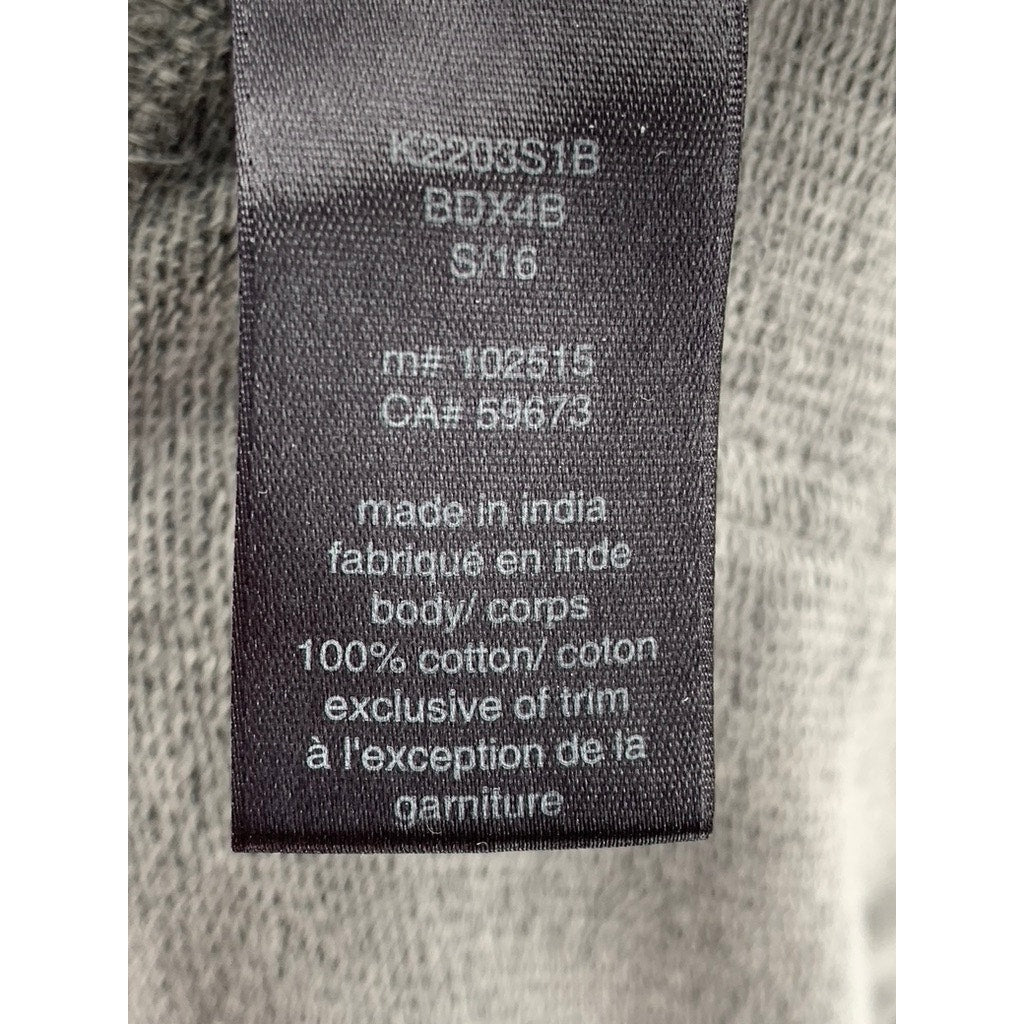 K2203S1B
BDX4B
S/16
m# 102515
CA# 59673
made in india
fabriqué en inde
body/ corps
100% cotton/ coton
exclusive of trim
à l'exception de la
garniture